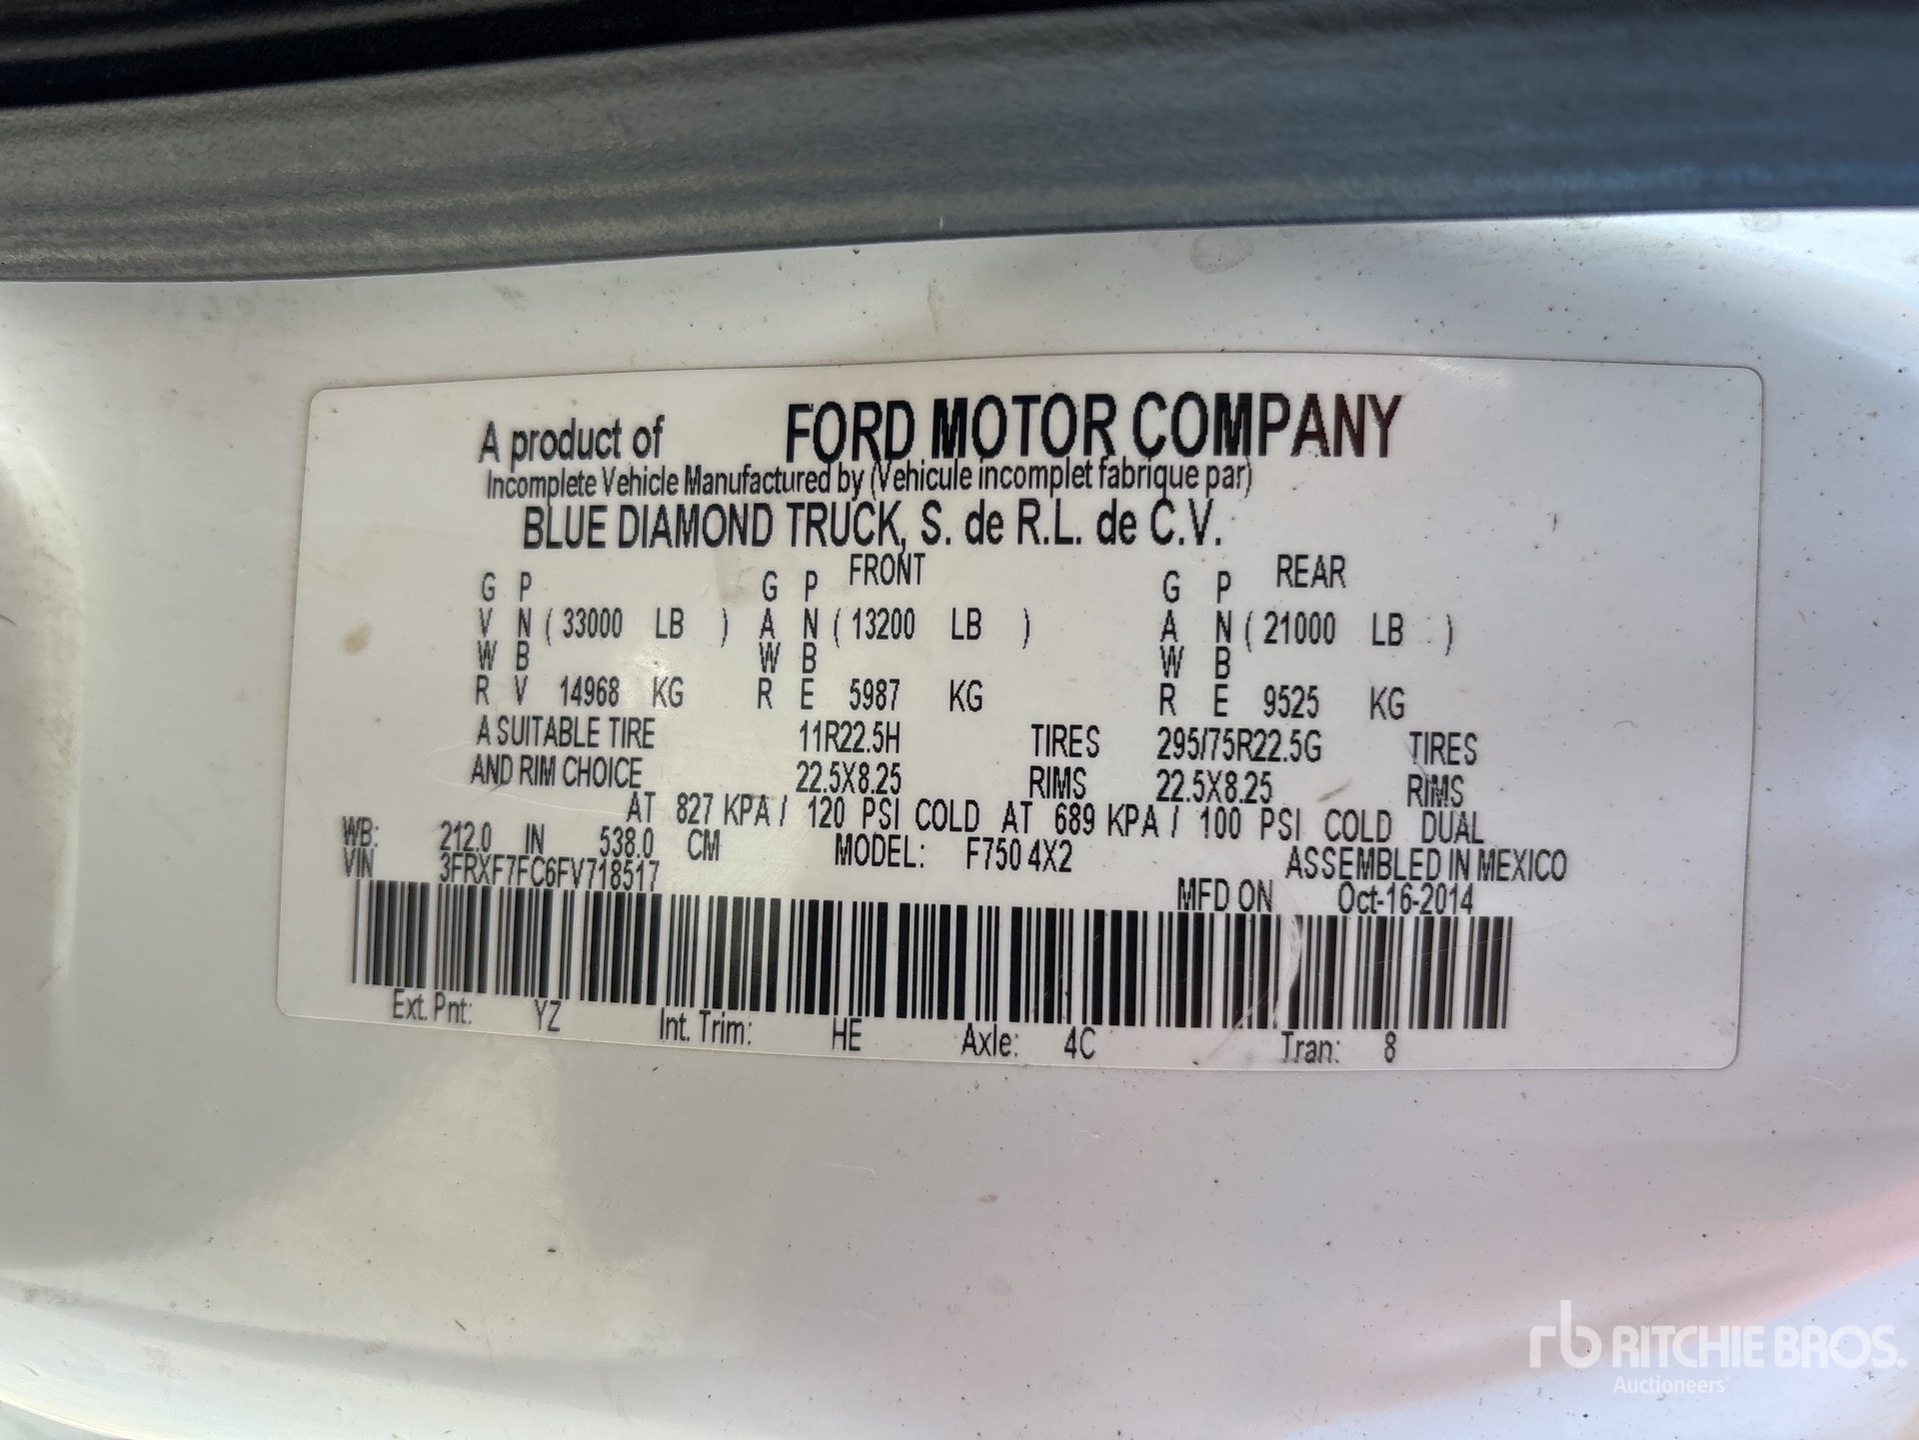 A product of FORD MOTOR COMPANY
Incomplete Vehicle Manufactured by (Vehicule incomplet fabrique par)
BLUE DIAMOND TRUCK, S. de R.L. de C.V.
FRONT REAR
G P G P G P
V N ( 33000 LB ) A N ( 13200 LB ) A N ( 21000 LB )
W B W B W B
R V 14968 KG R E 5987 KG R E 9525 KG
A SUITABLE TIRE 11R22.5H TIRES 295/75R22.5G TIRES
AND RIM CHOICE 22.5X8.25 RIMS 22.5X8.25 RIMS
AT 827 KPA / 120 PSI COLD AT 689 KPA / 100 PSI COLD DUAL
WB: 212.0 IN 538.0 CM MODEL: F750 4X2 ASSEMBLED IN MEXICO
VIN 3FRXF7FC6FV718517 MFD ON Oct-16-2014
Ext. Pnt: YZ Int. Trim: HE Axle: 4C Tran: 8
rb RITCHIE BROS.
Auctioneers